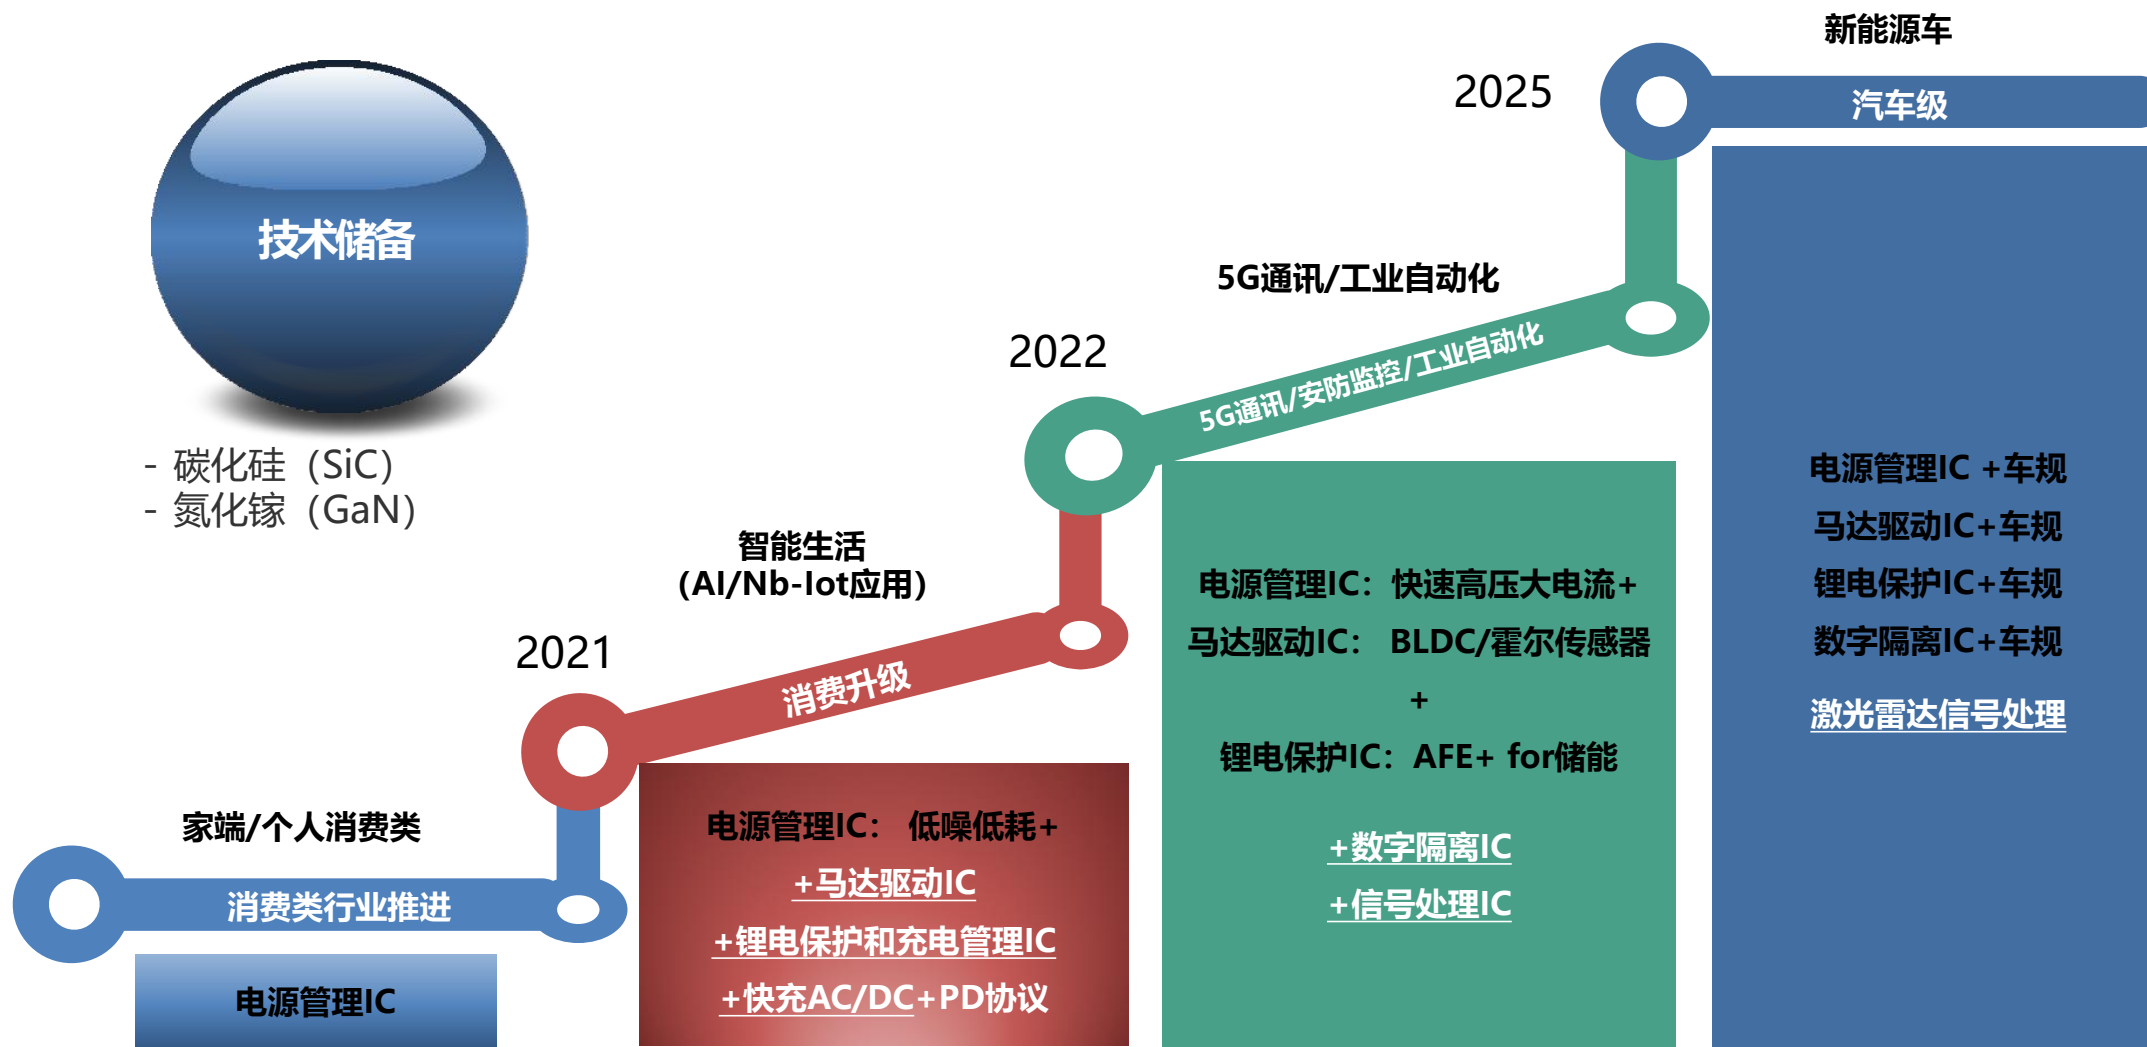 新能源车
2025
汽车级
技术储备
- 碳化硅（SiC）
- 氮化镓（GaN）
5G通讯/工业自动化
2022
5G通讯/安防监控/工业自动化
智能生活
(AI/Nb-Iot应用)
2021
消费升级
家端/个人消费类
消费类行业推进
电源管理IC
电源管理IC： 低噪低耗+
+马达驱动IC
+锂电保护和充电管理IC
+快充AC/DC+PD协议
电源管理IC：快速高压大电流+
马达驱动IC： BLDC/霍尔传感器
+
锂电保护IC：AFE+ for储能
+数字隔离IC
+信号处理IC
电源管理IC +车规
马达驱动IC+车规
锂电保护IC+车规
数字隔离IC+车规
激光雷达信号处理